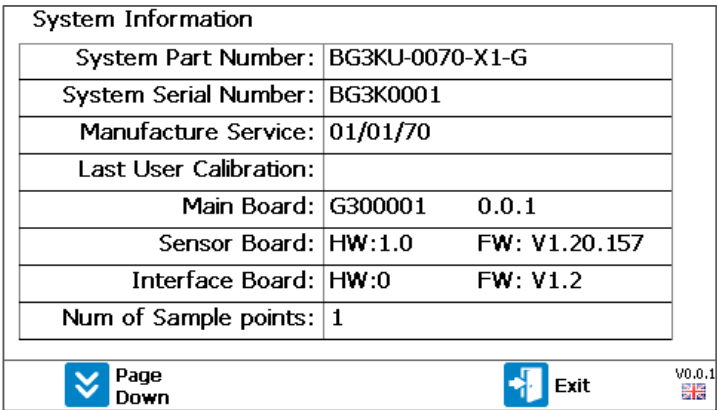 System Information
System Part Number: BG3KU-0070-X1-G
System Serial Number: BG3K0001
Manufacture Service: 01/01/70
Last User Calibration:
Main Board: G300001 0.0.1
Sensor Board: HW:1.0 FW: V1.20.157
Interface Board: HW:0 FW: V1.2
Num of Sample points: 1
Page
Down
Exit
V0.0.1